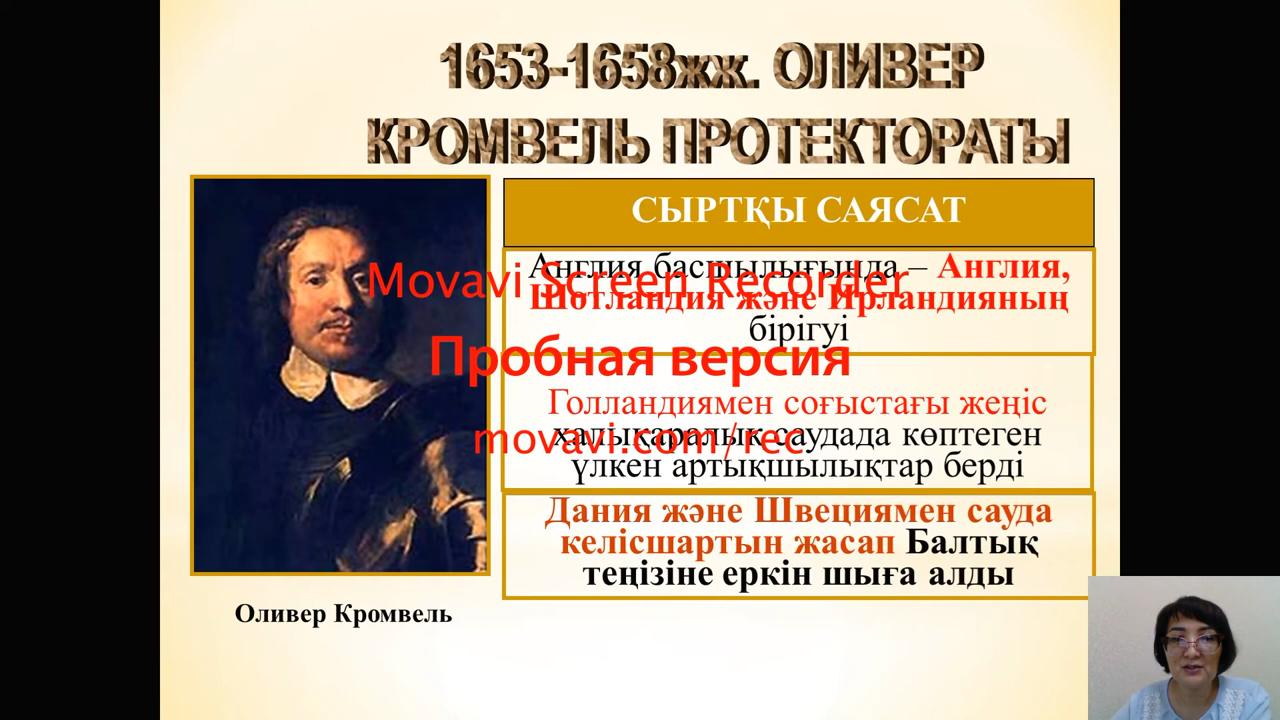 1653-1658жж. ОЛИВЕР
КРОМВЕЛЬ ПРОТЕКТОРАТЫ
СЫРТҚЫ САЯСАТ
Англия басшылығында – Англия,
Шотландия және Ирландияның
бірігуі
Movavi Screen Recorder
Пробная версия
movavi.com/rec
Голландиямен соғыстағы жеңіс
халықаралық саудада көптеген
үлкен артықшылықтар берді
Дания және Швециямен сауда
келісшартын жасап Балтық
теңізіне еркін шыға алды
Оливер Кромвель